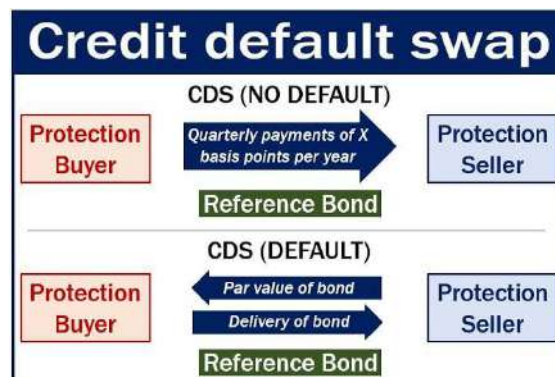 Credit default swap
CDS (NO DEFAULT)
Protection
Buyer
Quarterly payments of X
basis points per year
Protection
Seller
Reference Bond
CDS (DEFAULT)
Protection
Buyer
Par value of bond
Delivery of bond
Protection
Seller
Reference Bond